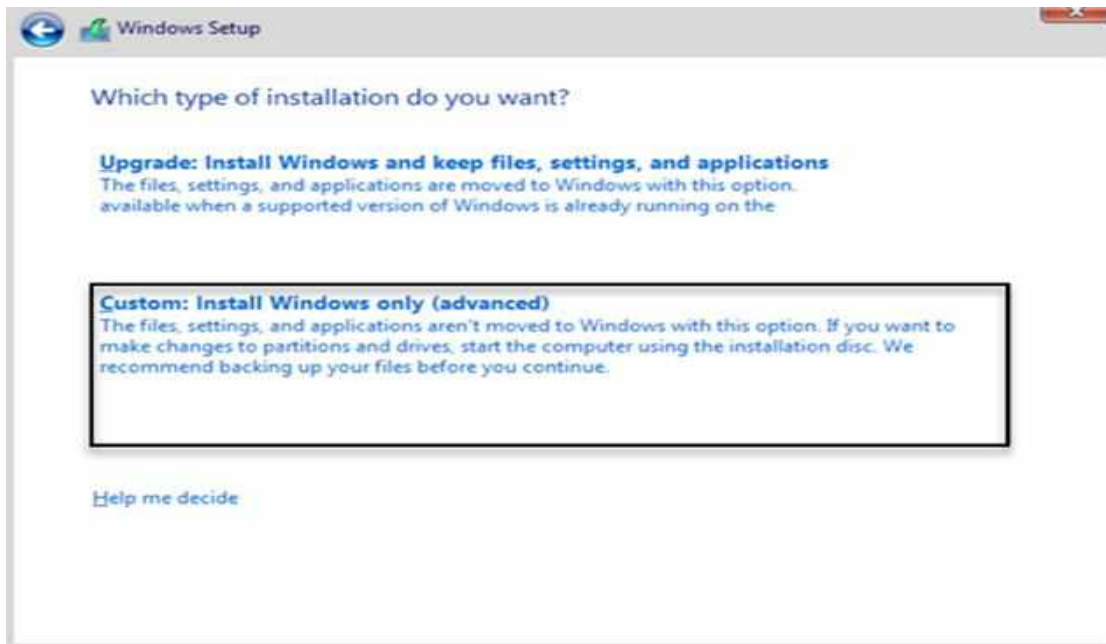 Windows Setup
Which type of installation do you want?
Upgrade: Install Windows and keep files, settings, and applications
The files, settings, and applications are moved to Windows with this option.
available when a supported version of Windows is already running on the
Custom: Install Windows only (advanced)
The files, settings, and applications aren't moved to Windows with this option. If you want to
make changes to partitions and drives, start the computer using the installation disc. We
recommend backing up your files before you continue.
Help me decide